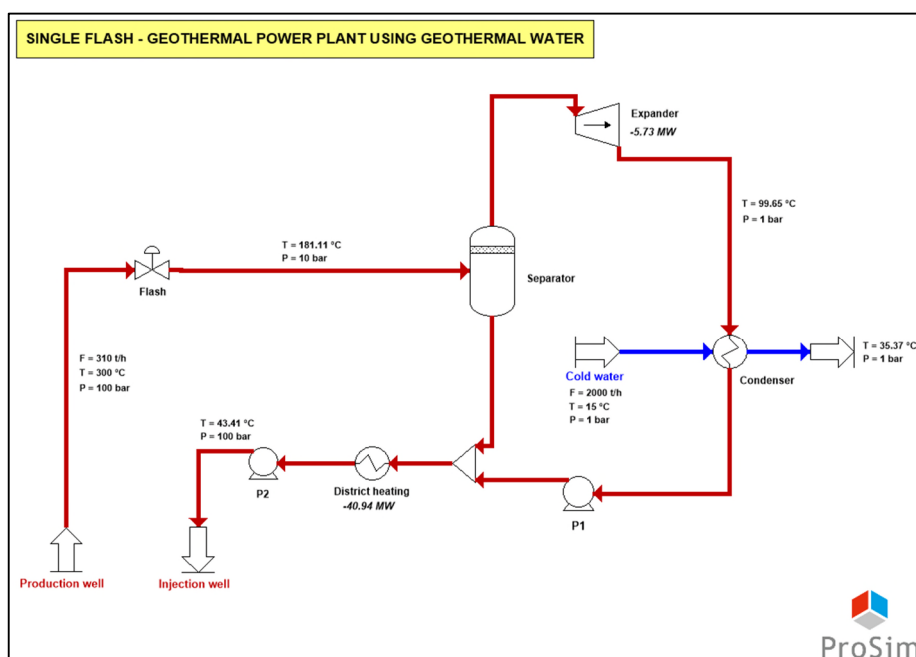 SINGLE FLASH - GEOTHERMAL POWER PLANT USING GEOTHERMAL WATER
Expander
-5.73 MW
T = 99.65 °C
P = 1 bar
T = 181.11 °C
P = 10 bar
Separator
Flash
F = 310 t/h
T = 300 °C
P = 100 bar
T = 35.37 °C
P = 1 bar
Cold water
F = 2000 t/h
T = 15 °C
P = 1 bar
Condenser
T = 43.41 °C
P = 100 bar
P2
District heating
-40.94 MW
P1
Production well
Injection well
ProSim